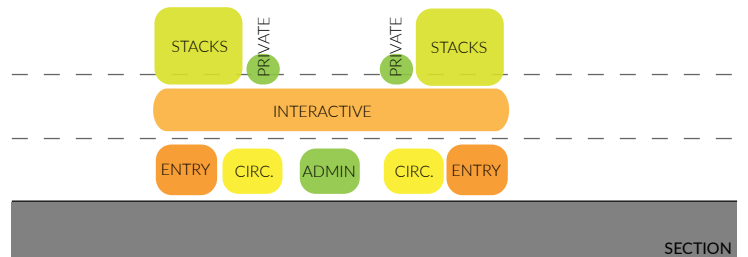 STACKS
PRIVATE
PRIVATE
STACKS
INTERACTIVE
ENTRY
CIRC.
ADMIN
CIRC.
ENTRY
SECTION